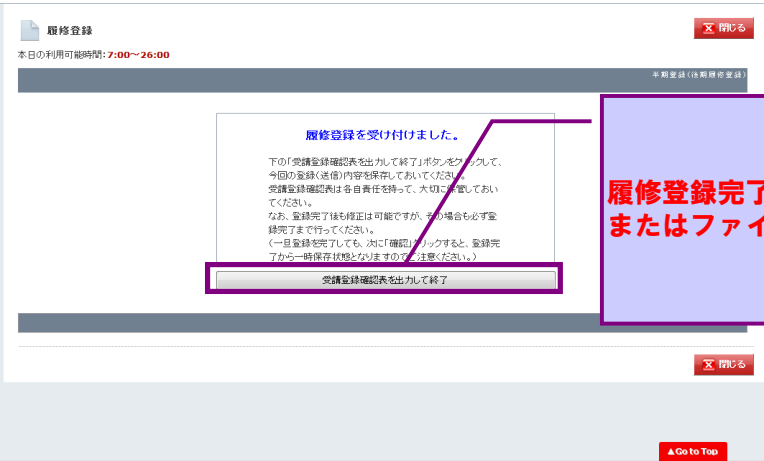 履修登録
閉じる
本日の利用可能時間:7:00～26:00
半期登録(後期履修登録)
履修登録を受け付けました。
下の「受講登録確認表を出力して終了」ボタンをクリックして、
今回の登録(送信)内容を保存しておいてください。
受講登録確認表は各自責任を持って、大切に保管しておい
てください。
なお、登録完了後も修正は可能ですが、その場合も必ず登
録完了まで行ってください。
(一旦登録を完了しても、次に「確認」クリックすると、登録完
了から一時保存状態となりますのでご注意ください。)
受講登録確認表を出力して終了
履修登録完了
またはファイ
閉じる
▲Go to Top